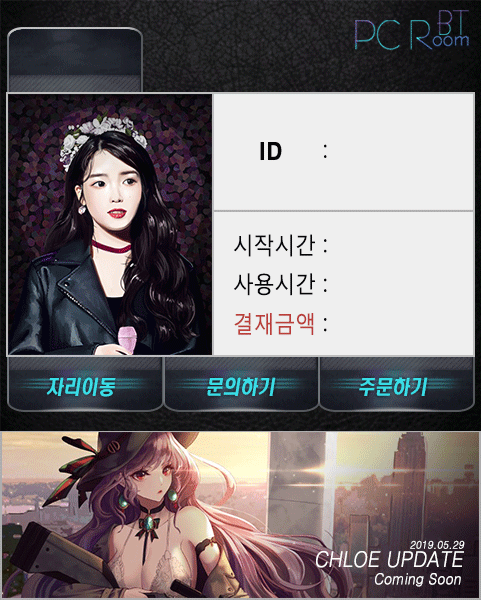 PC BT Room
ID :
시작시간 :
사용시간 :
결재금액 :
자리이동
문의하기
주문하기
2019.05.29
CHLOE UPDATE
Coming Soon